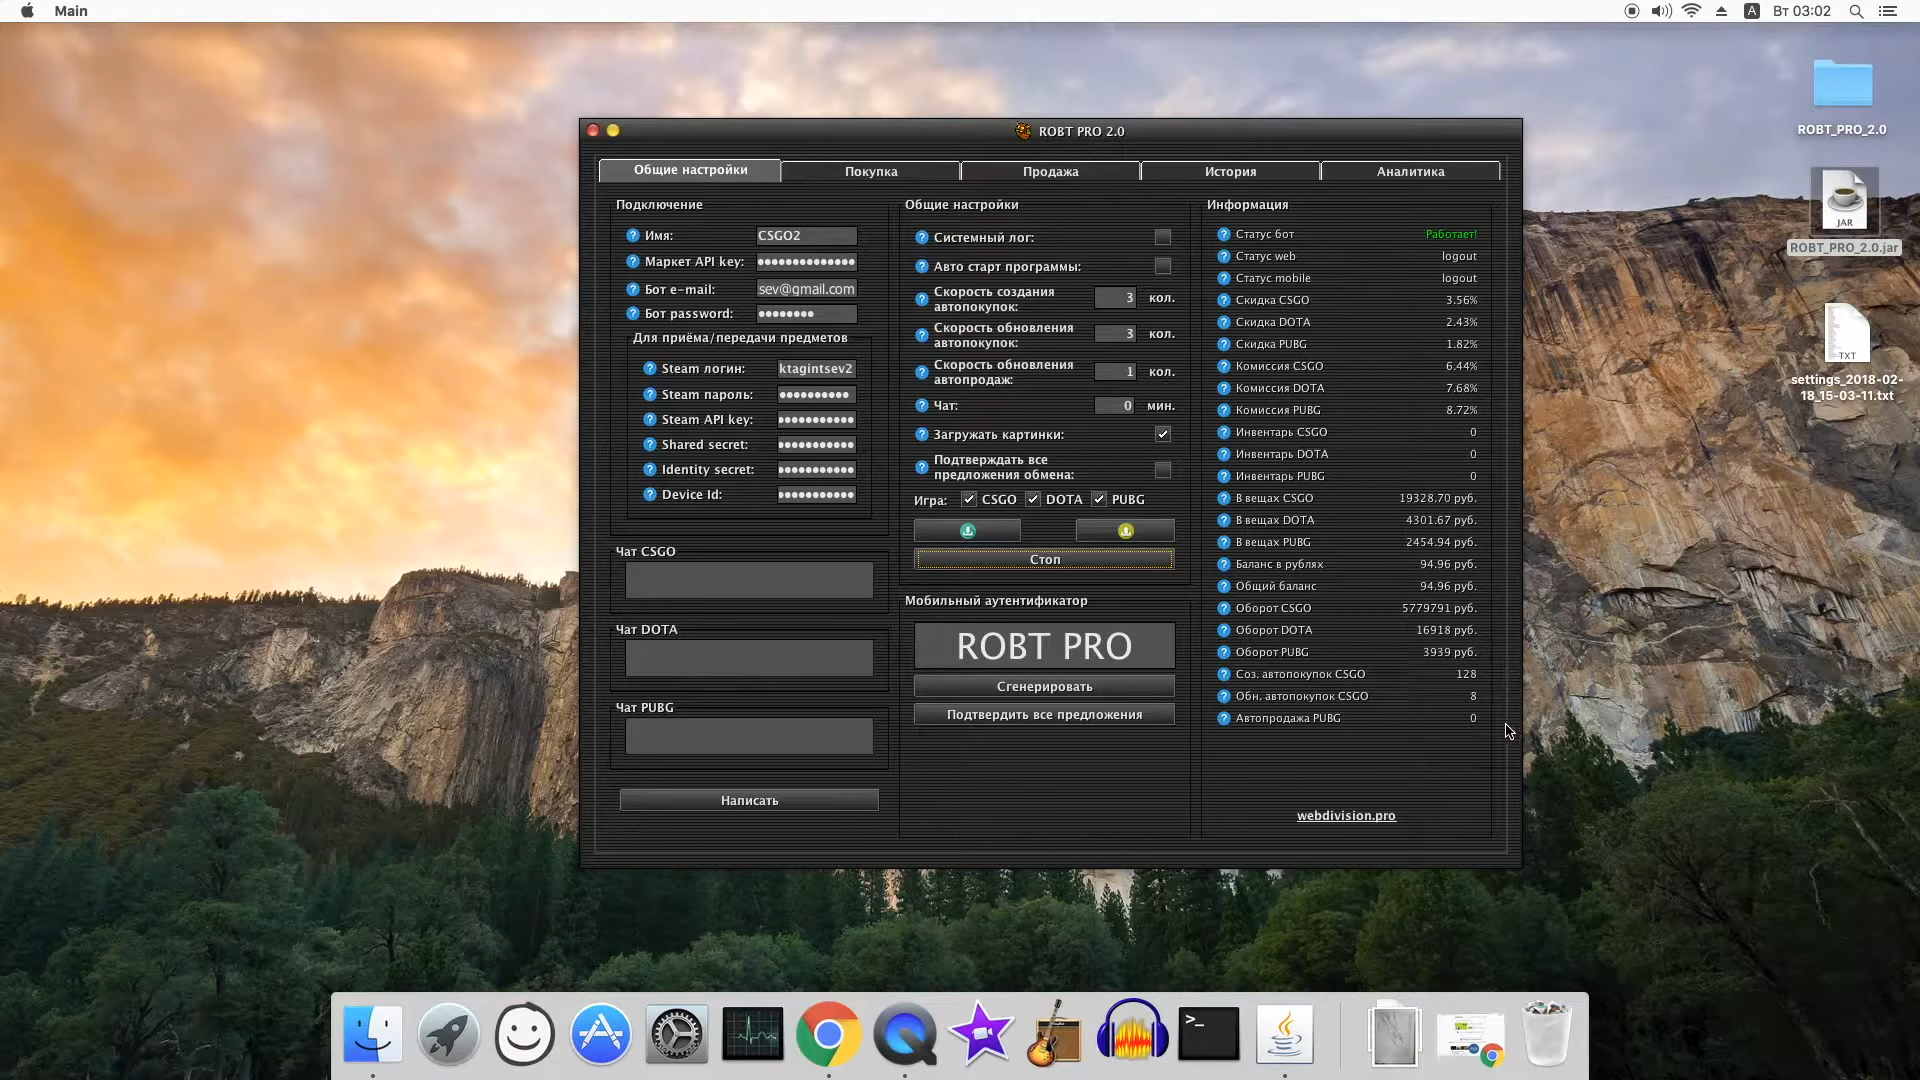 Main
A
Вт 03:02
ROBT_PRO_2.0
JAR
ROBT_PRO_2.0.jar
TXT
settings_2018-02-
18_15-03-11.txt
ROBT PRO 2.0
Общие настройки
Покупка
Продажа
История
Аналитика
Подключение
Имя: CSGO2
Маркет API key: ••••••••••••••
Бот e-mail: sev@gmail.com
Бот password: ••••••••
Для приёма/передачи предметов
Steam логин: ktagintsev2
Steam пароль: ••••••••••
Steam API key: •••••••••••
Shared secret: •••••••••••
Identity secret: •••••••••••
Device Id: •••••••••••
Чат CSGO
Чат DOTA
Чат PUBG
Написать
Общие настройки
Системный лог:
Авто старт программы:
Скорость создания
автопокупок: 3 кол.
Скорость обновления
автопокупок: 3 кол.
Скорость обновления
автопродаж: 1 кол.
Чат: 0 мин.
Загружать картинки:
Подтверждать все
предложения обмена:
Игра: CSGO DOTA PUBG
Стоп
Мобильный аутентификатор
ROBT PRO
Сгенерировать
Подтвердить все предложения
Информация
Статус бот Работает!
Статус web logout
Статус mobile logout
Скидка CSGO 3.56%
Скидка DOTA 2.43%
Скидка PUBG 1.82%
Комиссия CSGO 6.44%
Комиссия DOTA 7.68%
Комиссия PUBG 8.72%
Инвентарь CSGO 0
Инвентарь DOTA 0
Инвентарь PUBG 0
В вещах CSGO 19328.70 руб.
В вещах DOTA 4301.67 руб.
В вещах PUBG 2454.94 руб.
Баланс в рублях 94.96 руб.
Общий баланс 94.96 руб.
Оборот CSGO 5779791 руб.
Оборот DOTA 16918 руб.
Оборот PUBG 3939 руб.
Соз. автопокупок CSGO 128
Обн. автопокупок CSGO 8
Автопродажа PUBG 0
webdivision.pro
>_